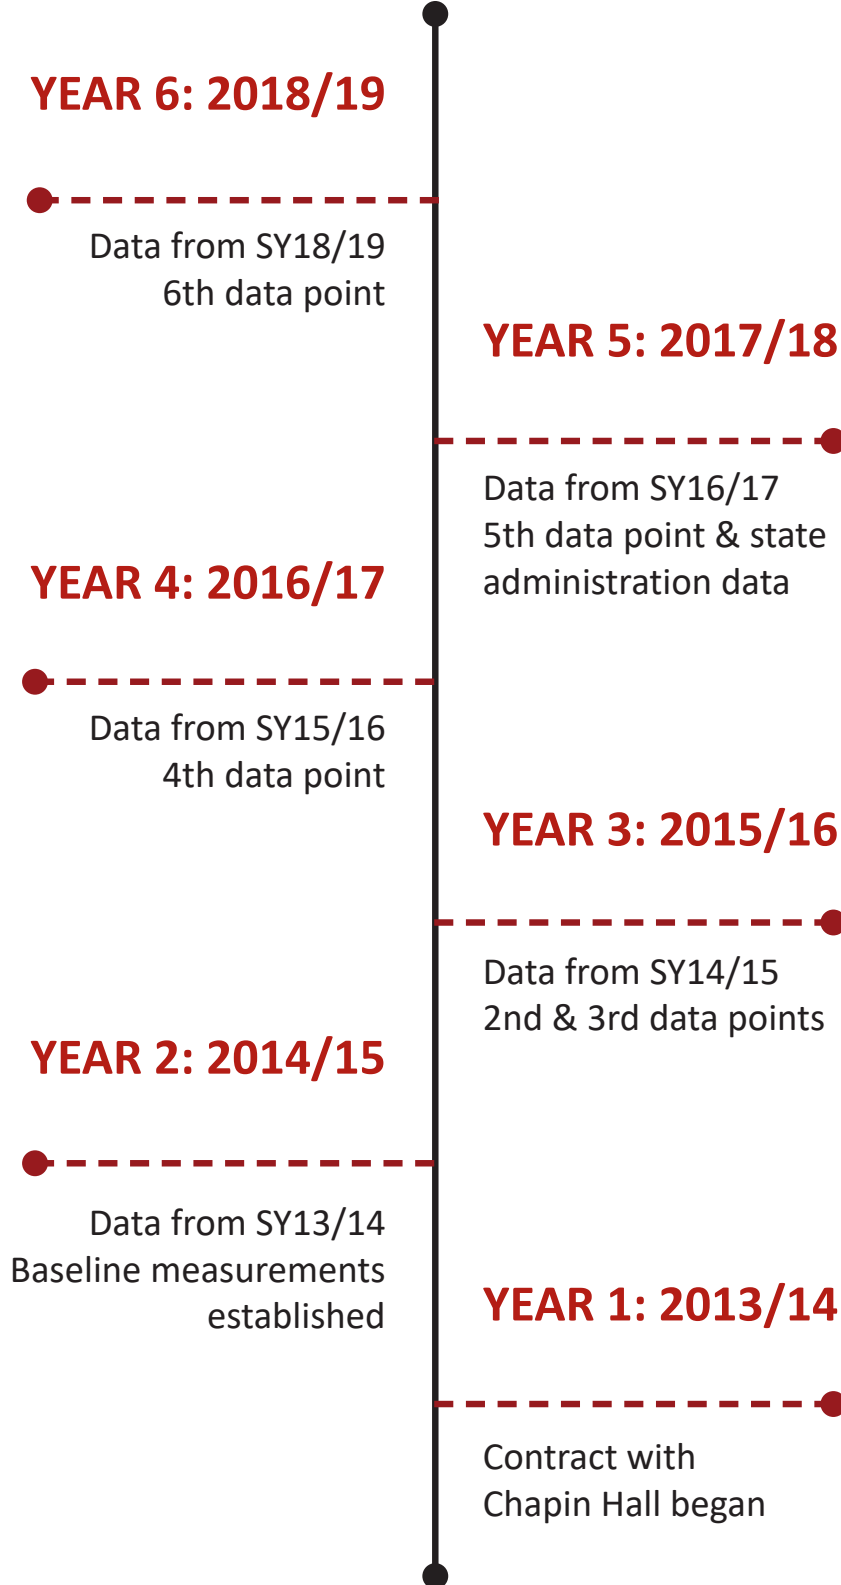 YEAR 6: 2018/19
Data from SY18/19
6th data point
YEAR 5: 2017/18
Data from SY16/17
5th data point & state
administration data
YEAR 4: 2016/17
Data from SY15/16
4th data point
YEAR 3: 2015/16
Data from SY14/15
2nd & 3rd data points
YEAR 2: 2014/15
Data from SY13/14
Baseline measurements
established
YEAR 1: 2013/14
Contract with
Chapin Hall began